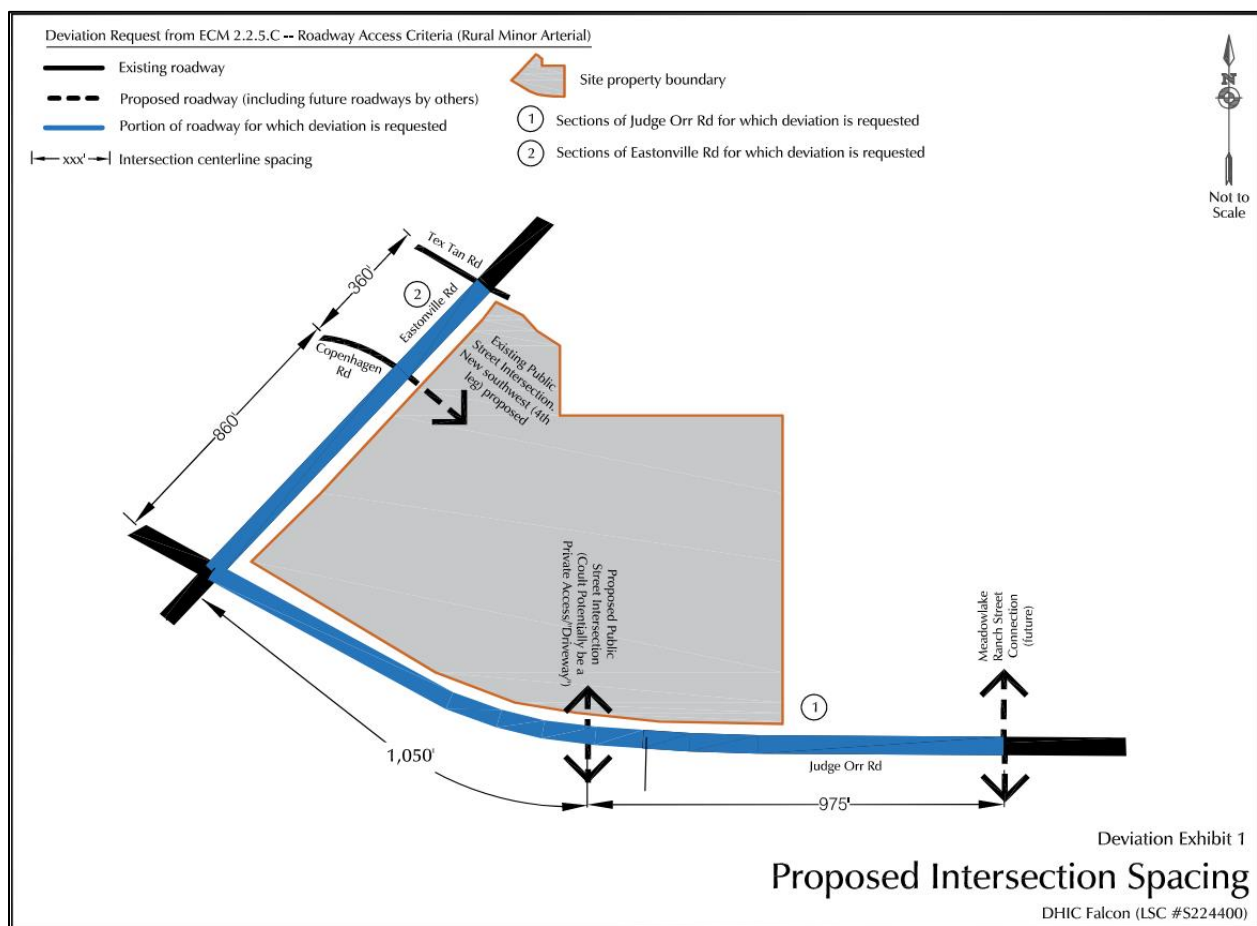 Deviation Request from ECM 2.2.5.C -- Roadway Access Criteria (Rural Minor Arterial)
Existing roadway
Proposed roadway (including future roadways by others)
Portion of roadway for which deviation is requested
xxx' Intersection centerline spacing
Site property boundary
1 Sections of Judge Orr Rd for which deviation is requested
2 Sections of Eastonville Rd for which deviation is requested
N
Not to
Scale
Tex Tan Rd
360'
2
Eastonville Rd
Copenhagen
Rd
860'
Existing Public
Street Intersection.
New southwest (4th
leg) proposed
Proposed Public
Street Intersection
(Coult Potentially be a
Private Access/"Driveway")
Meadowlake
Ranch Street
Connection
(future)
1
1,050'
Judge Orr Rd
975'
Deviation Exhibit 1
Proposed Intersection Spacing
DHIC Falcon (LSC #S224400)